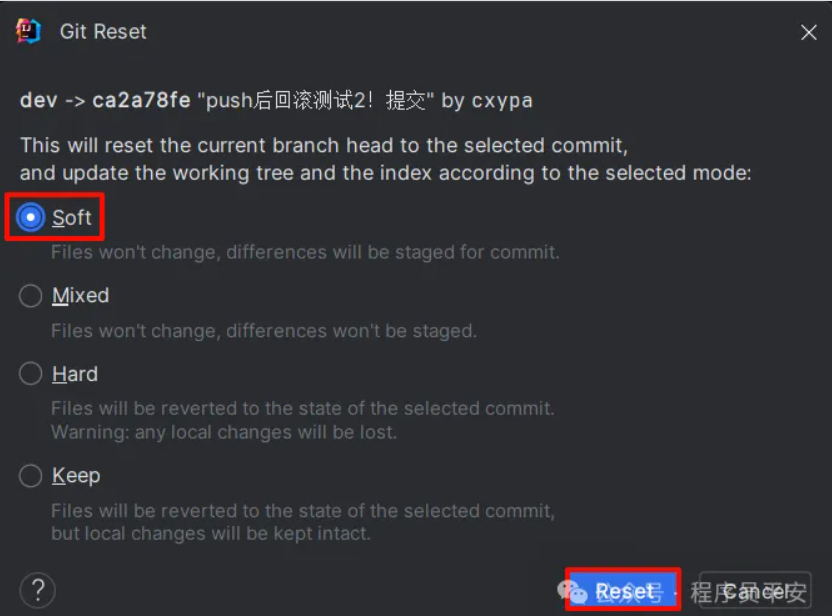 Git Reset
dev -> ca2a78fe "push后回滚测试2！提交" by cxypa
This will reset the current branch head to the selected commit,
and update the working tree and the index according to the selected mode:
Soft
Files won't change, differences will be staged for commit.
Mixed
Files won't change, differences won't be staged.
Hard
Files will be reverted to the state of the selected commit.
Warning: any local changes will be lost.
Keep
Files will be reverted to the state of the selected commit,
but local changes will be kept intact.
? Reset Cancel
公众号 · 程序员平安